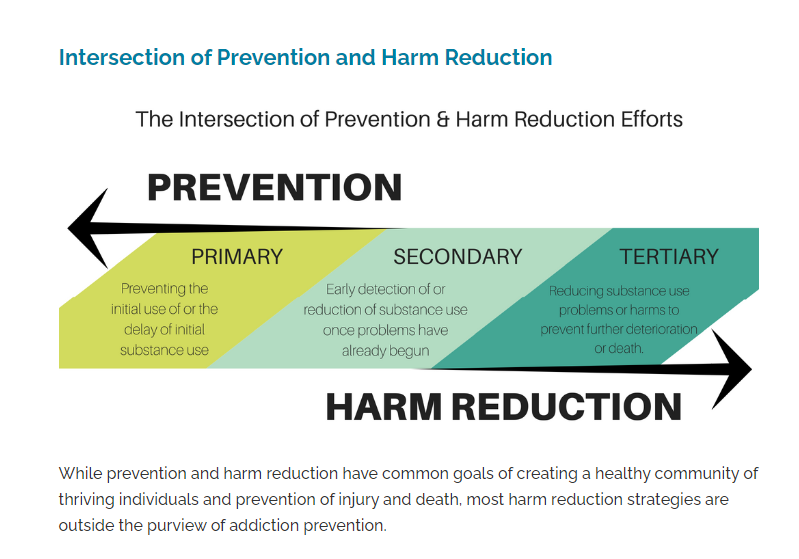 Intersection of Prevention and Harm Reduction
The Intersection of Prevention & Harm Reduction Efforts
PREVENTION
PRIMARY
Preventing the
initial use of or the
delay of initial
substance use
SECONDARY
Early detection of or
reduction of substance use
once problems have
already begun
TERTIARY
Reducing substance use
problems or harms to
prevent further deterioration
or death.
HARM REDUCTION
While prevention and harm reduction have common goals of creating a healthy community of
thriving individuals and prevention of injury and death, most harm reduction strategies are
outside the purview of addiction prevention.